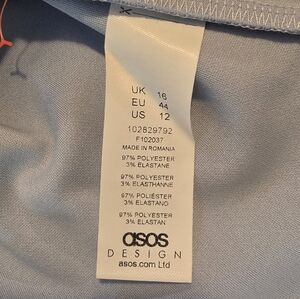 UK 16
EU 44
US 12
102829792
F102037
MADE IN ROMANIA
97% POLYESTER
3% ELASTANE
97% POLYESTER
3% ELASTHANNE
97% POLIÉSTER
3% ELASTANO
97% POLYESTER
3% ELASTAN
asos
DESIGN
asos.com Ltd